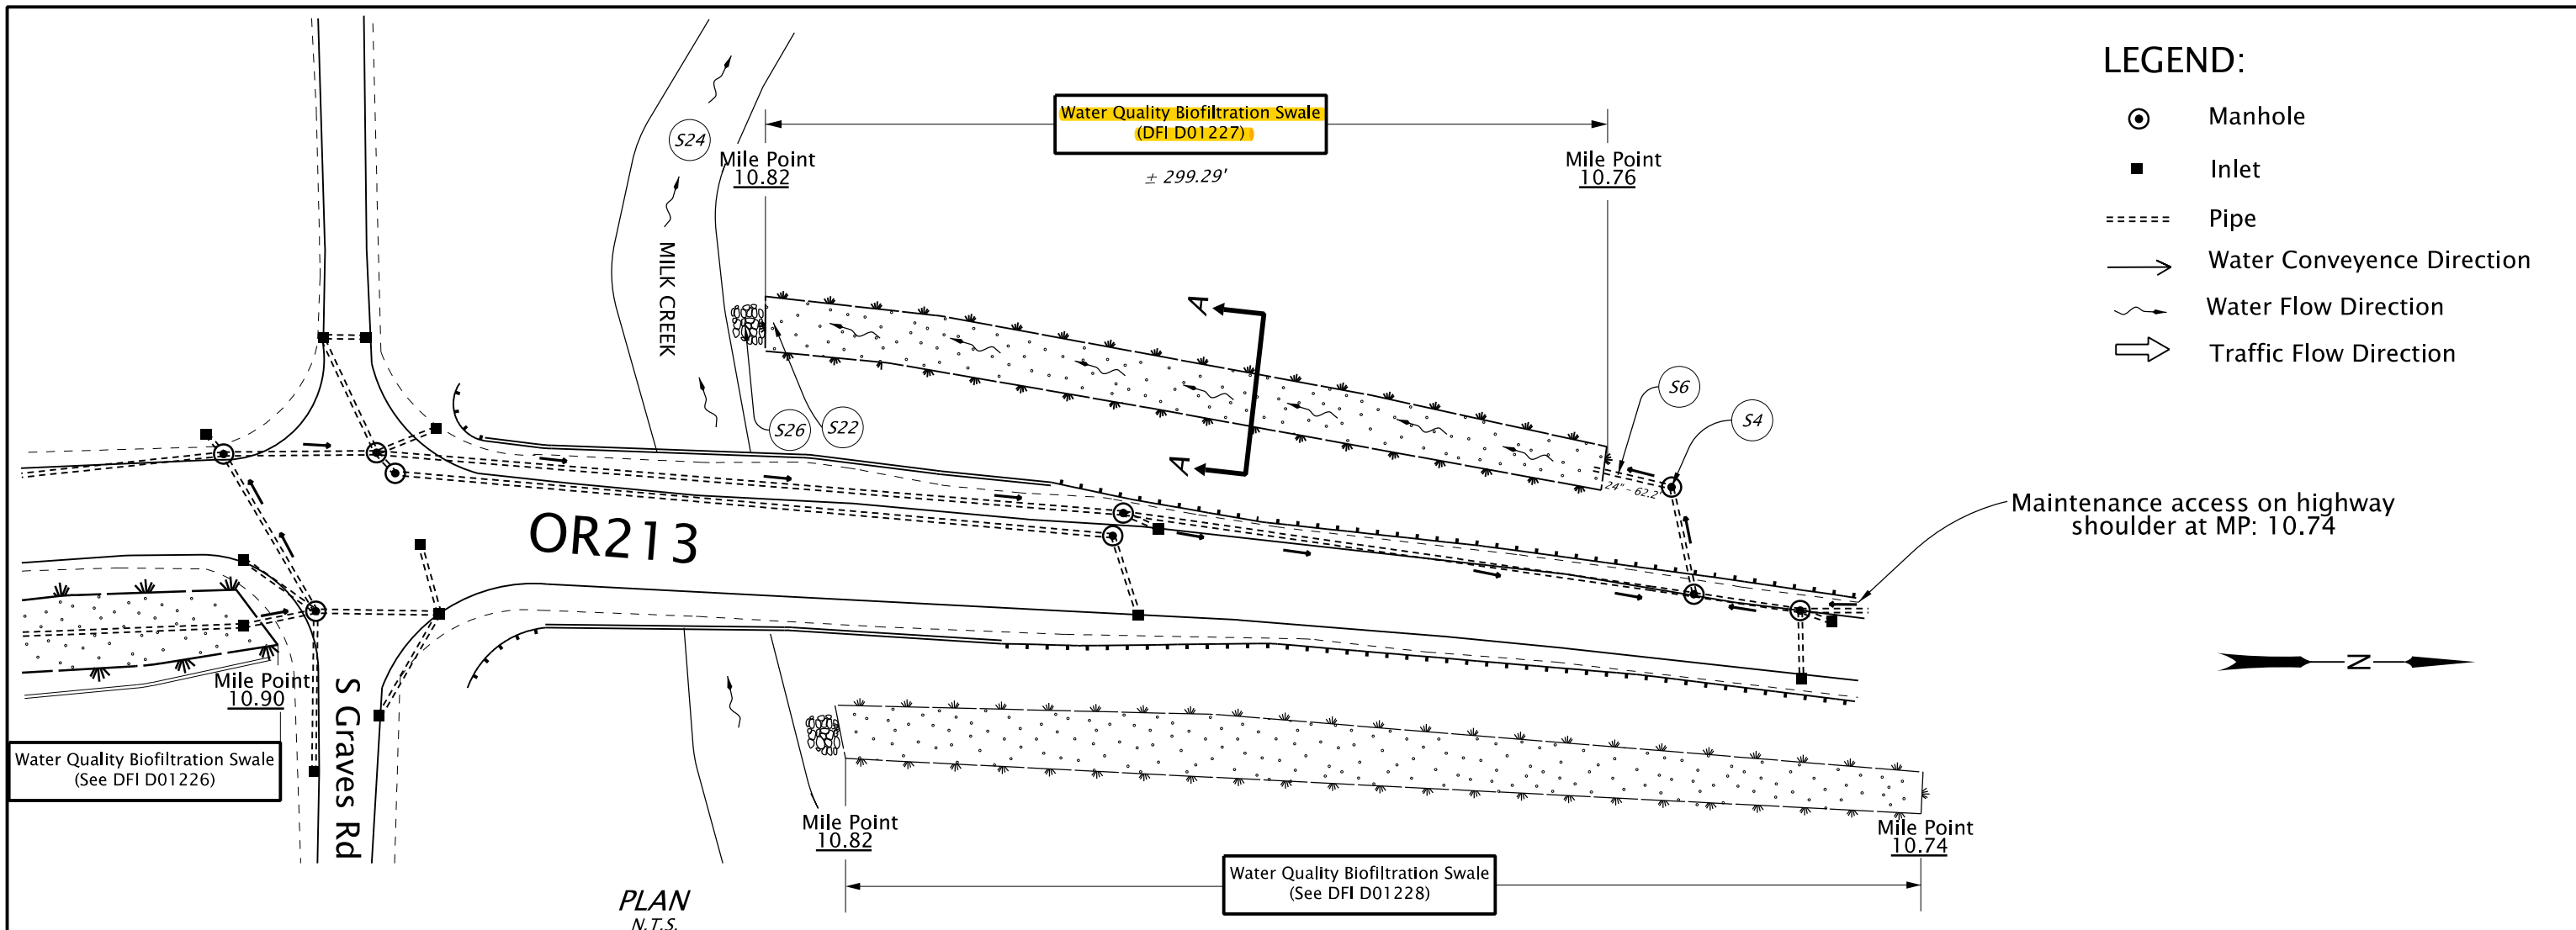 LEGEND:
Manhole
Inlet
Pipe
Water Conveyence Direction
Water Flow Direction
Traffic Flow Direction
Water Quality Biofiltration Swale
(DFI D01227)
± 299.29'
Mile Point
10.82
Mile Point
10.76
S24
MILK CREEK
A
A
S26
S22
S6
S4
24" - 62.2'
Maintenance access on highway
shoulder at MP: 10.74
OR213
N
Mile Point
10.90
S Graves Rd
Water Quality Biofiltration Swale
(See DFI D01226)
Mile Point
10.82
Mile Point
10.74
Water Quality Biofiltration Swale
(See DFI D01228)
PLAN
N.T.S.